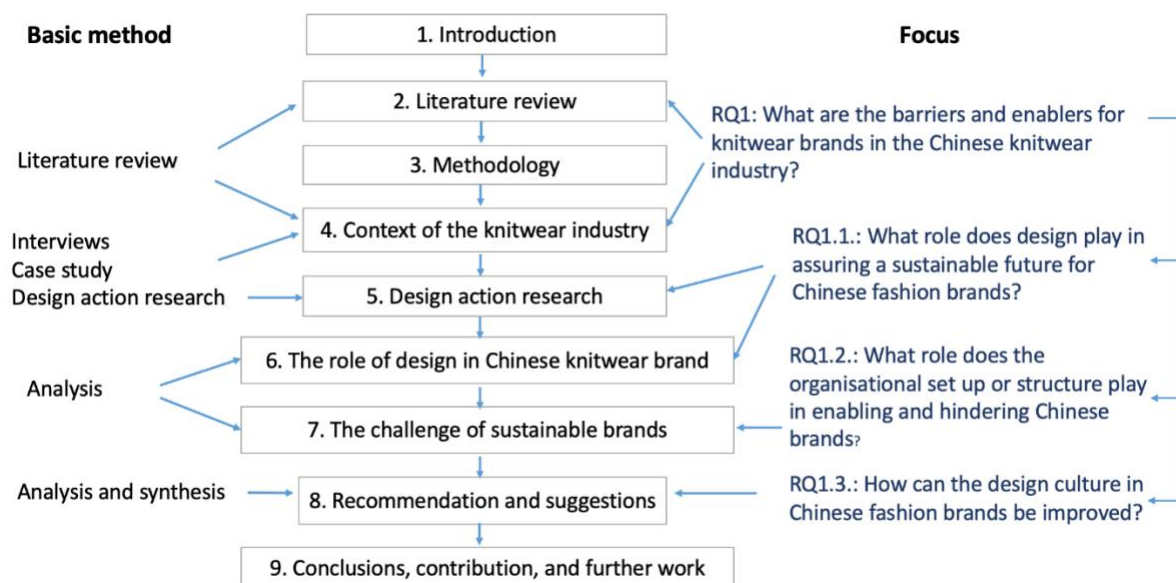 Basic method
Focus
1. Introduction
2. Literature review
3. Methodology
4. Context of the knitwear industry
5. Design action research
6. The role of design in Chinese knitwear brand
7. The challenge of sustainable brands
8. Recommendation and suggestions
9. Conclusions, contribution, and further work
Literature review
Interviews
Case study
Design action research
Analysis
Analysis and synthesis
RQ1: What are the barriers and enablers for
knitwear brands in the Chinese knitwear
industry?
RQ1.1.: What role does design play in
assuring a sustainable future for
Chinese fashion brands?
RQ1.2.: What role does the
organisational set up or structure play
in enabling and hindering Chinese
brands?
RQ1.3.: How can the design culture in
Chinese fashion brands be improved?